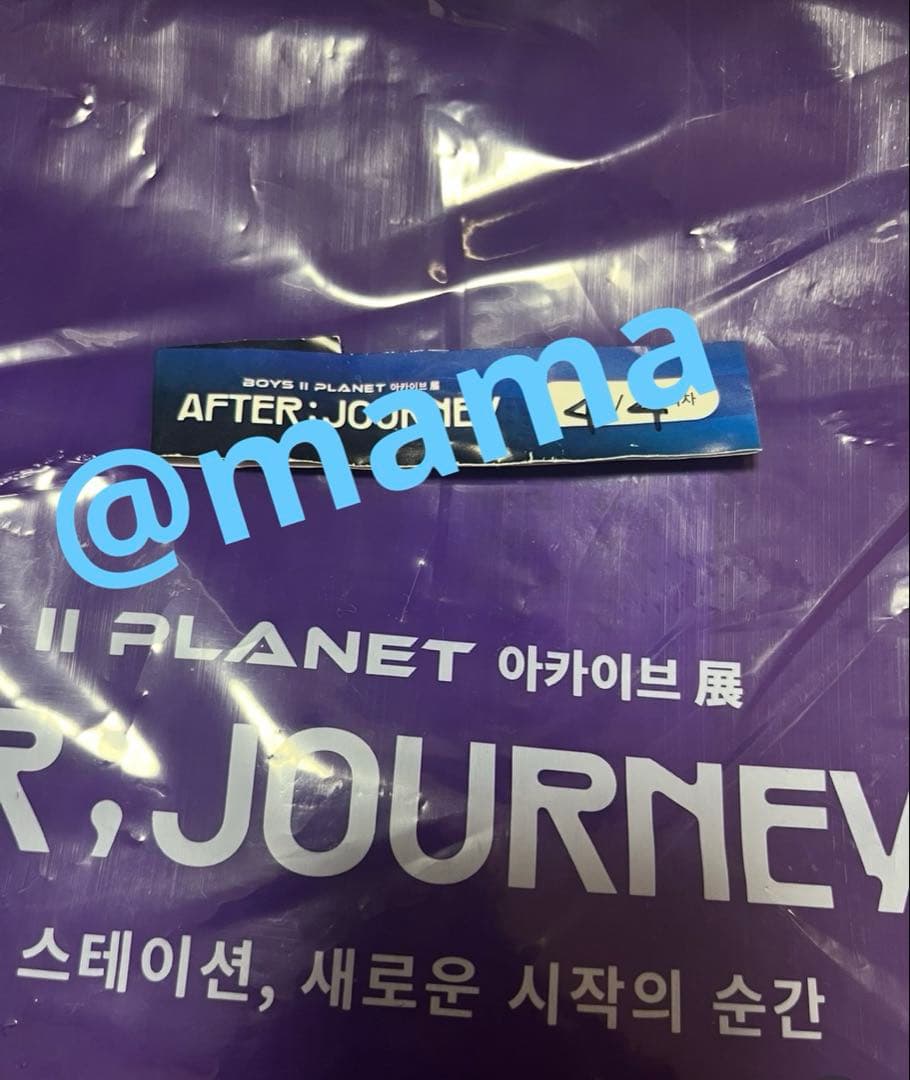 BOYS II PLANET 아카이브 展
AFTER ; JOURNEY
@mama
II PLANET 아카이브 展
R ; JOURNEY
스테이션, 새로운 시작의 순간